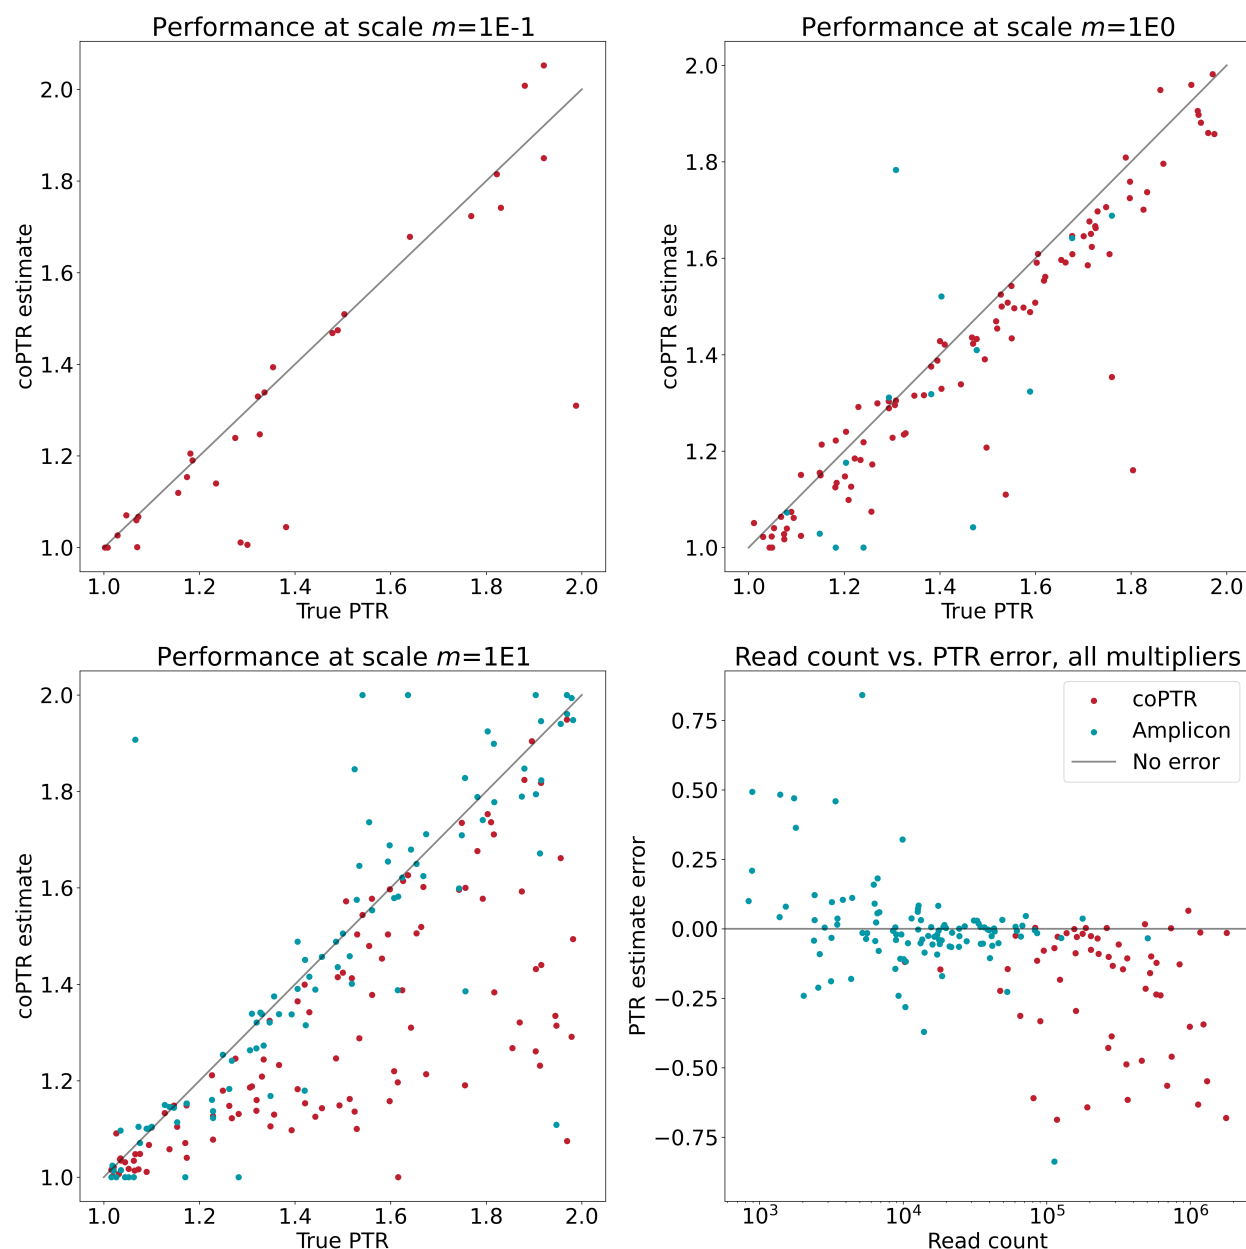 Performance at scale m=1E-1
coPTR estimate
2.0
1.8
1.6
1.4
1.2
1.0
1.0 1.2 1.4 1.6 1.8 2.0
True PTR
Performance at scale m=1E0
coPTR estimate
2.0
1.8
1.6
1.4
1.2
1.0
1.0 1.2 1.4 1.6 1.8 2.0
True PTR
Performance at scale m=1E1
coPTR estimate
2.0
1.8
1.6
1.4
1.2
1.0
1.0 1.2 1.4 1.6 1.8 2.0
True PTR
Read count vs. PTR error, all multipliers
coPTR
Amplicon
No error
PTR estimate error
0.75
0.50
0.25
0.00
−0.25
−0.50
−0.75
10³ 10⁴ 10⁵ 10⁶
Read count